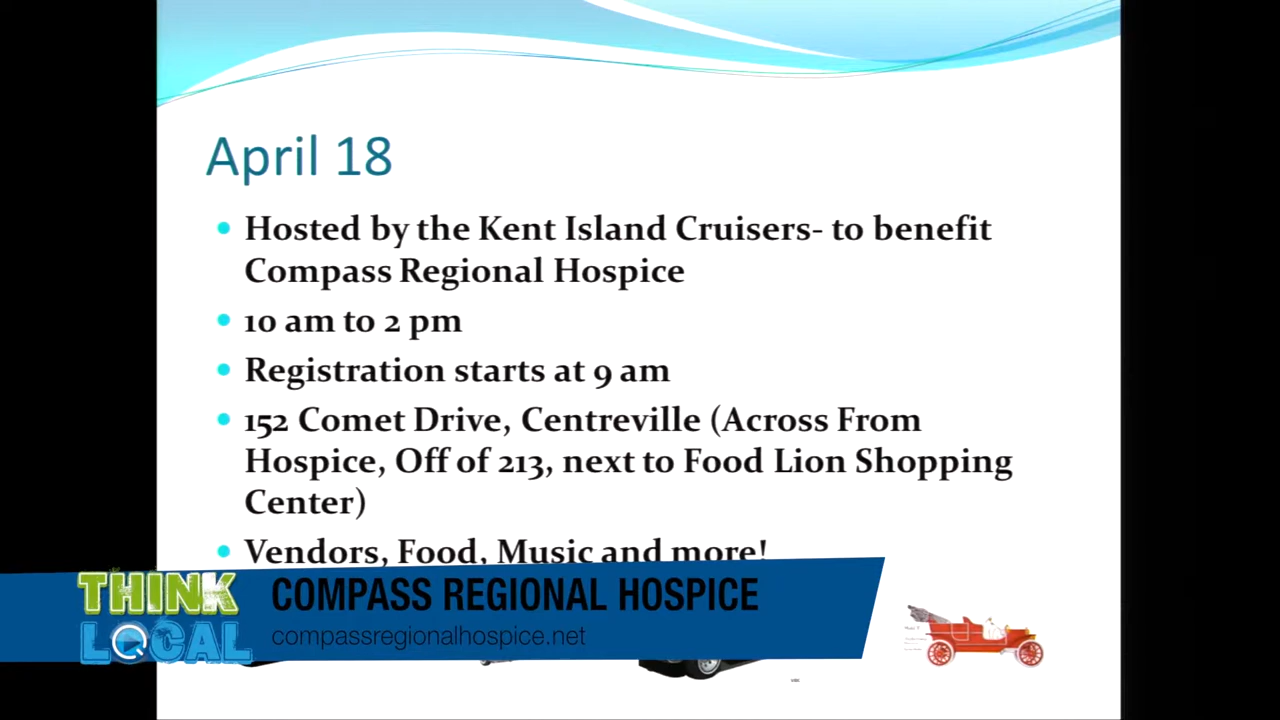 April 18
Hosted by the Kent Island Cruisers- to benefit
Compass Regional Hospice
10 am to 2 pm
Registration starts at 9 am
152 Comet Drive, Centreville (Across From
Hospice, Off of 213, next to Food Lion Shopping
Center)
Vendors, Food, Music and more!
THINK
LOCAL
COMPASS REGIONAL HOSPICE
compassregionalhospice.net